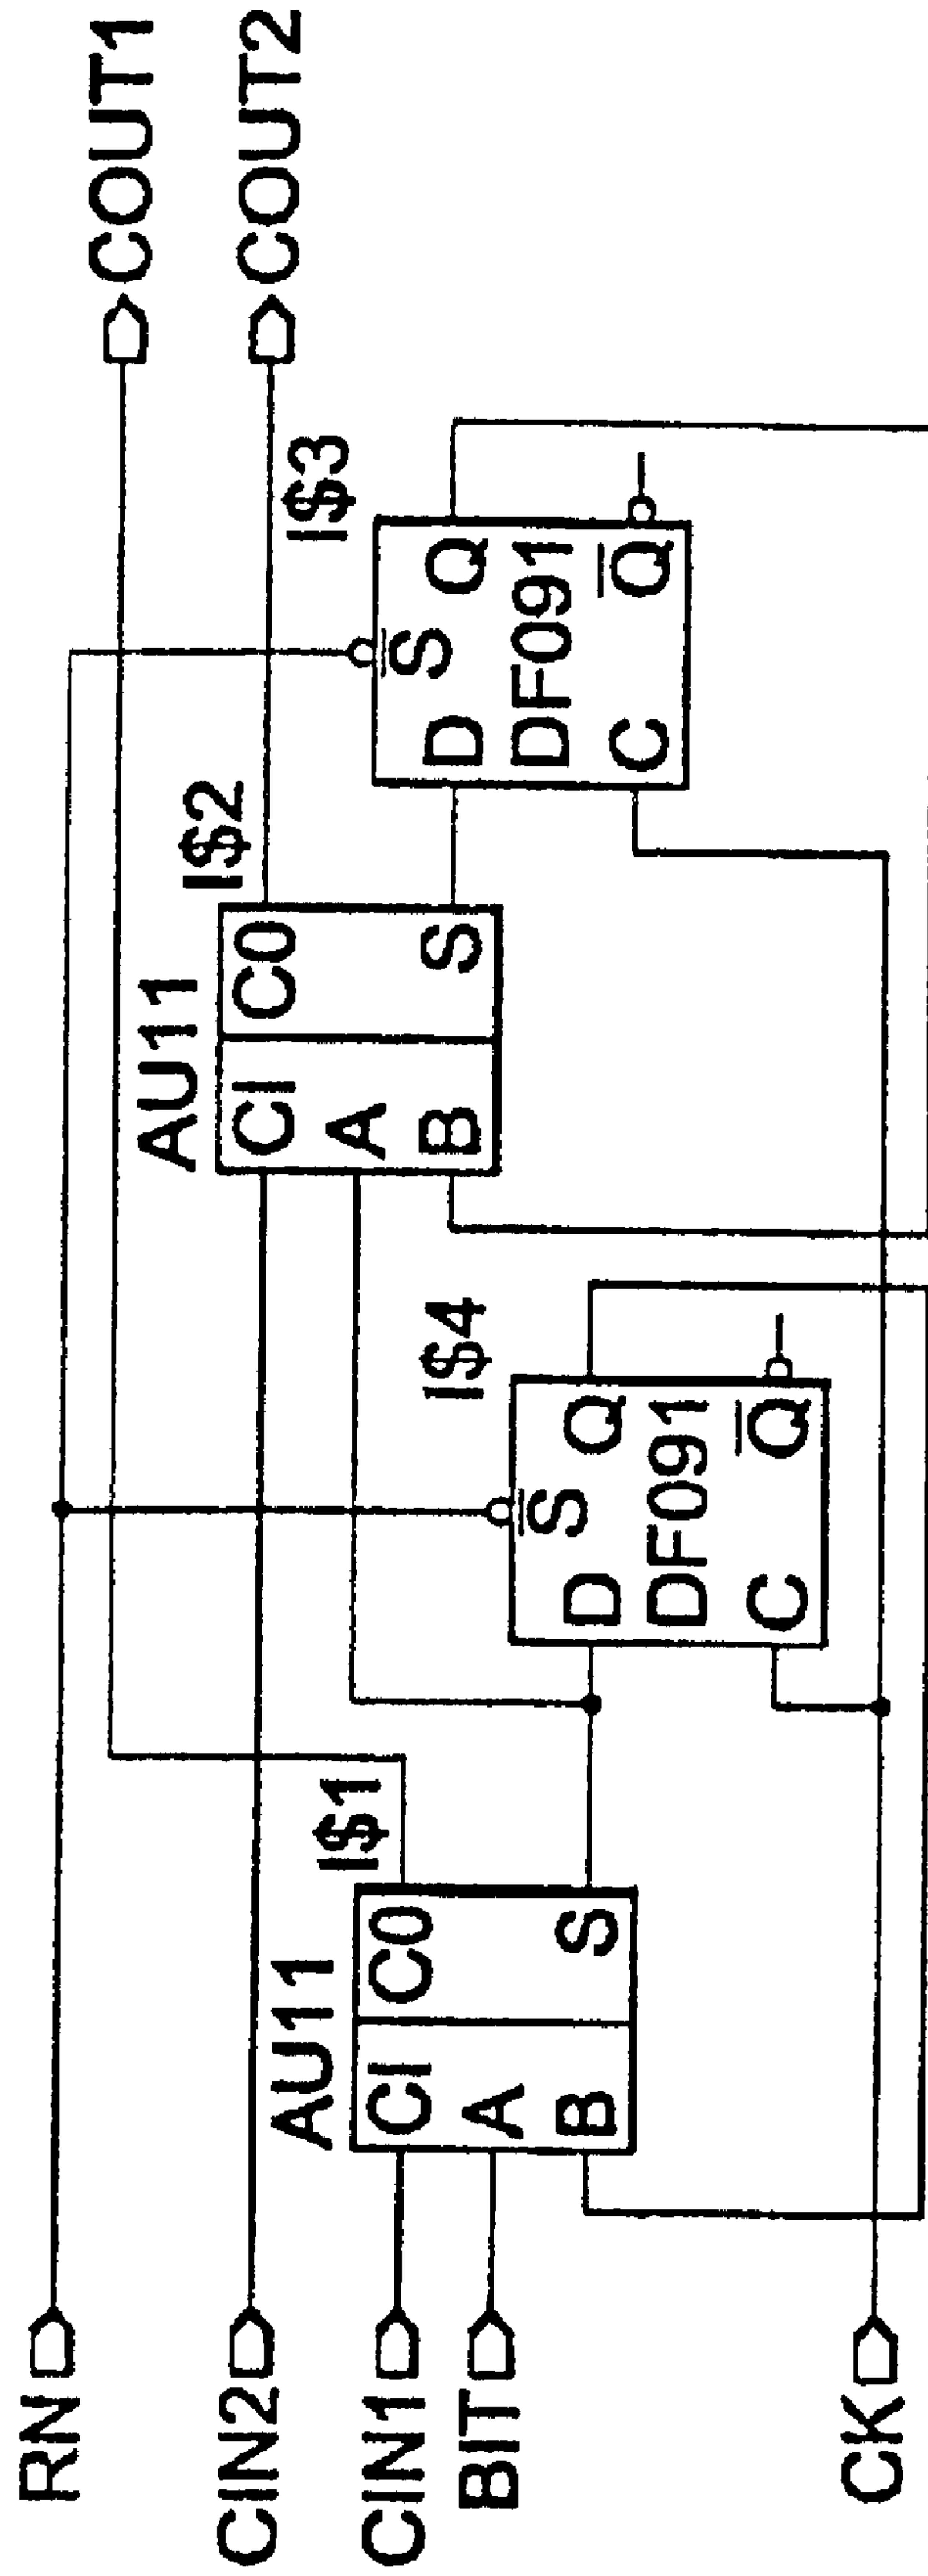 RN
CIN2
CIN1
BIT
CK
AU11
I$1
CI
A
B
C0
S
I$4
S
D
Q
DF091
C
Q
AU11
I$2
CI
A
B
C0
S
I$3
S
D
Q
DF091
C
Q
COUT1
COUT2